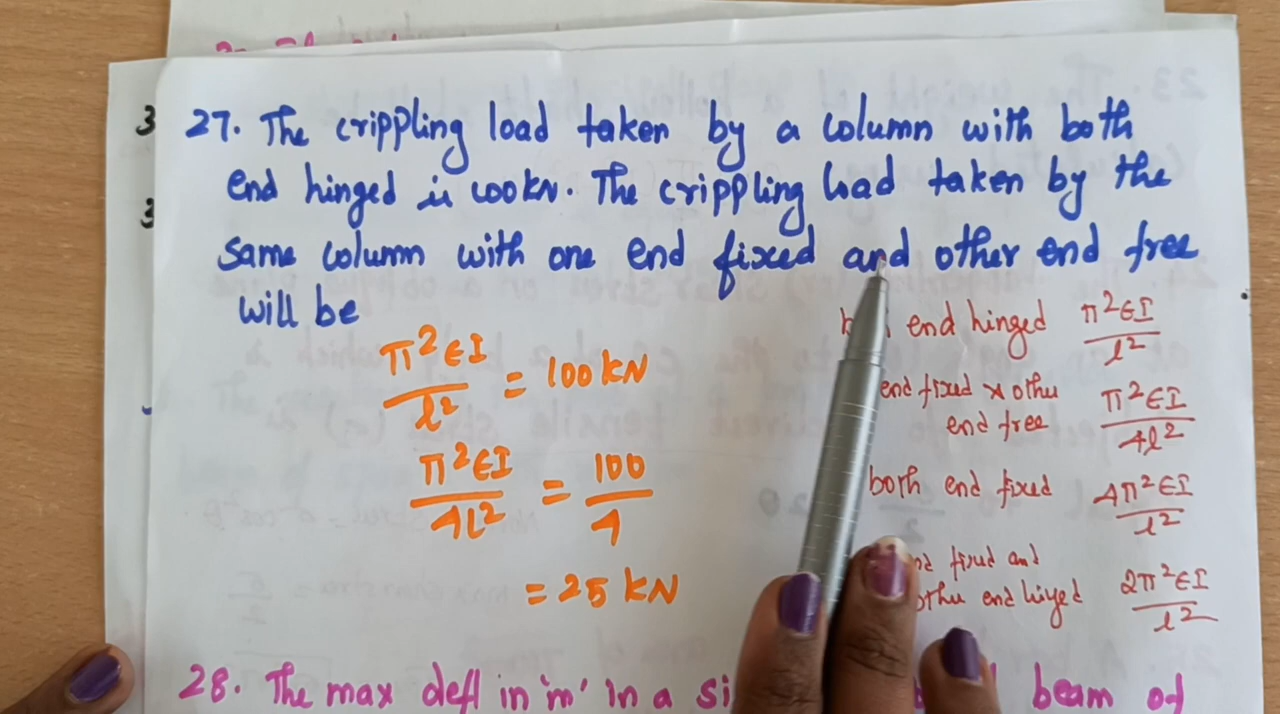 3
3
27. The crippling load taken by a column with both
end hinged is 100kN. The crippling load taken by the
same column with one end fixed and other end free
will be
π²EI/l² = 100 kN
π²EI/4l² = 100/4
= 25 kN
end hinged π²EI/l²
end fixed & other
end free π²EI/4l²
both end fixed 4π²EI/l²
fixed and
other end hinged 2π²EI/l²
28. The max defl in 'm' in a si beam of